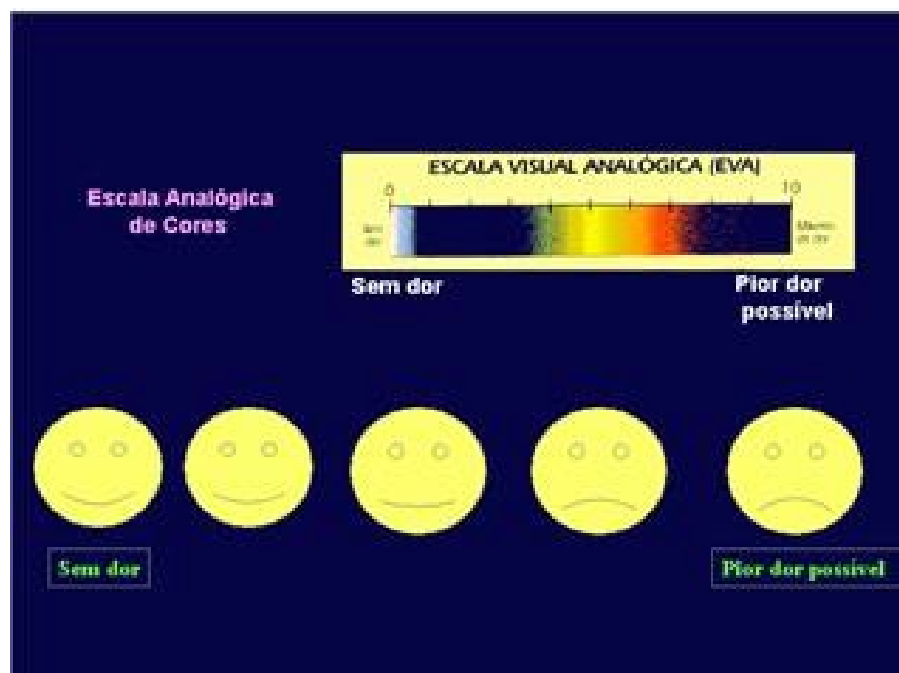 Escala Analógica
de Cores
ESCALA VISUAL ANALÓGICA (EVA)
0
10
Sem dor
Pior dor
possível
Sem dor
Pior dor possível